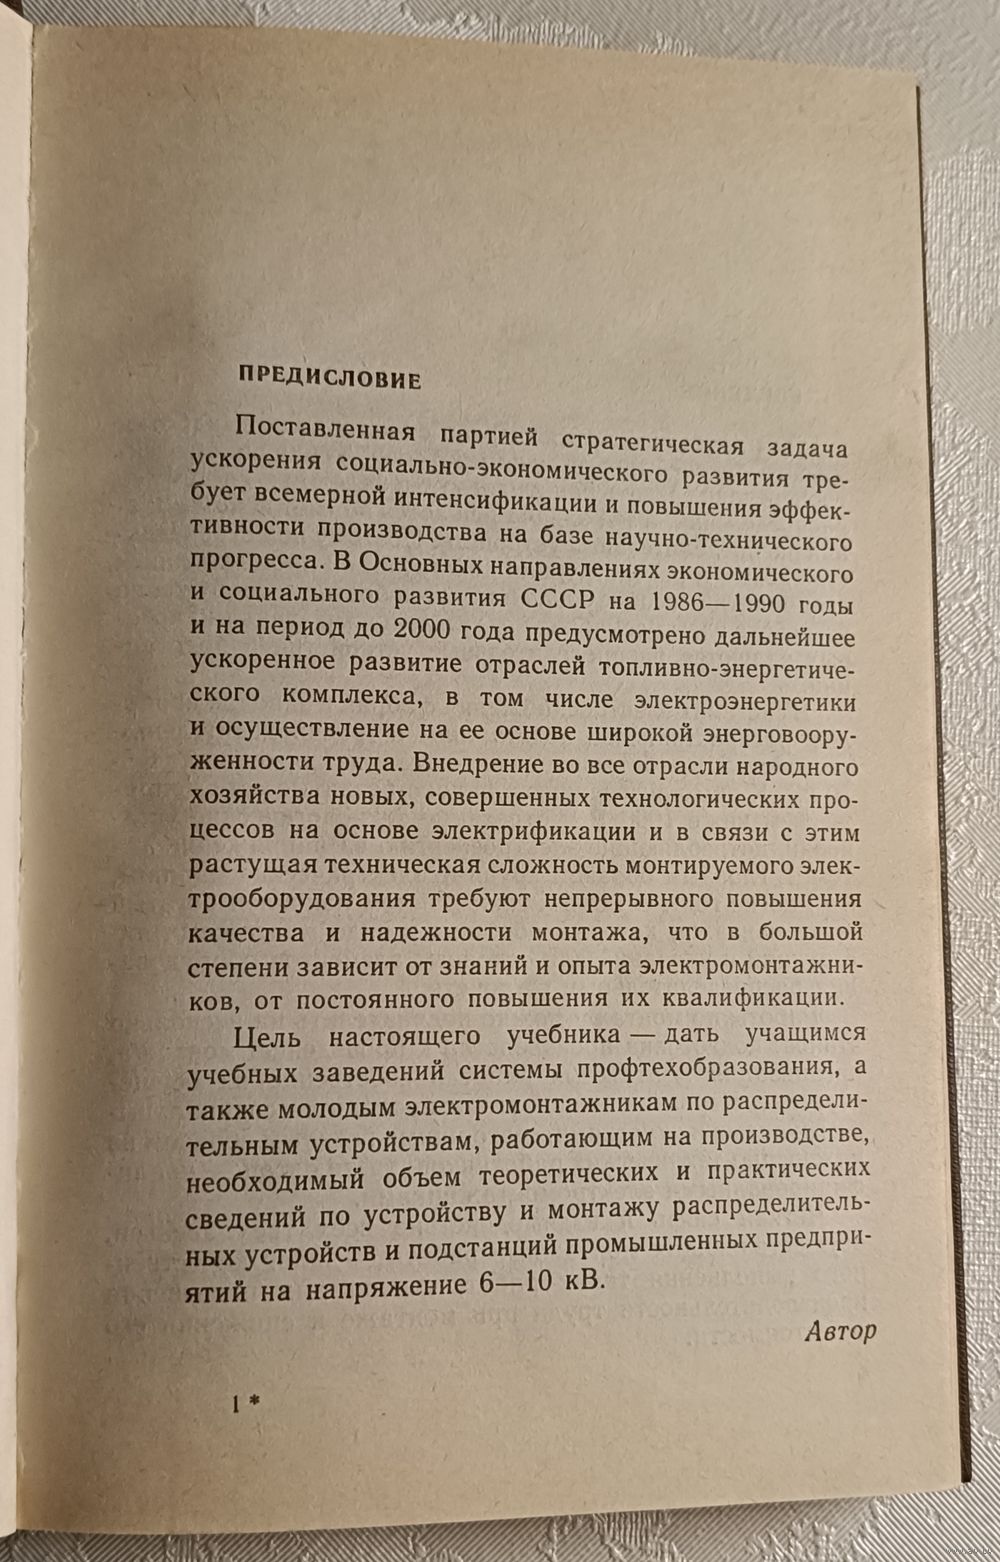 ПРЕДИСЛОВИЕ
Поставленная партией стратегическая задача
ускорения социально-экономического развития тре-
бует всемерной интенсификации и повышения эффек-
тивности производства на базе научно-технического
прогресса. В Основных направлениях экономического
и социального развития СССР на 1986—1990 годы
и на период до 2000 года предусмотрено дальнейшее
ускоренное развитие отраслей топливно-энергетиче-
ского комплекса, в том числе электроэнергетики
и осуществление на ее основе широкой энерговоору-
женности труда. Внедрение во все отрасли народного
хозяйства новых, совершенных технологических про-
цессов на основе электрификации и в связи с этим
растущая техническая сложность монтируемого элек-
трооборудования требуют непрерывного повышения
качества и надежности монтажа, что в большой
степени зависит от знаний и опыта электромонтажни-
ков, от постоянного повышения их квалификации.
Цель настоящего учебника — дать учащимся
учебных заведений системы профтехобразования, а
также молодым электромонтажникам по распредели-
тельным устройствам, работающим на производстве,
необходимый объем теоретических и практических
сведений по устройству и монтажу распределитель-
ных устройств и подстанций промышленных предпри-
ятий на напряжение 6—10 кВ.
Автор
1 *